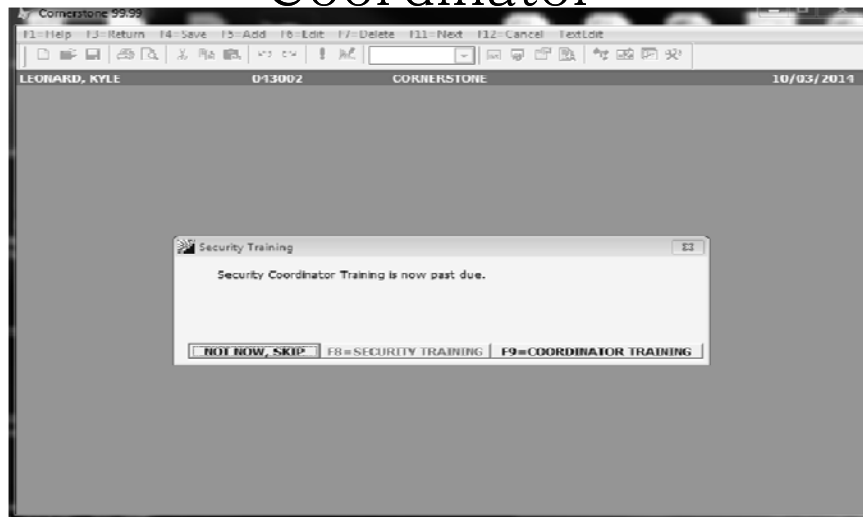 Coordinator
Cornerstone 99.99
F1=Help F3=Return F4=Save F5=Add F6=Edit F7=Delete F11=Next F12=Cancel TextEdit
LEONARD, KYLE 043002 CORNERSTONE 10/03/2014
Security Training
Security Coordinator Training is now past due.
NOT NOW, SKIP F8=SECURITY TRAINING F9=COORDINATOR TRAINING